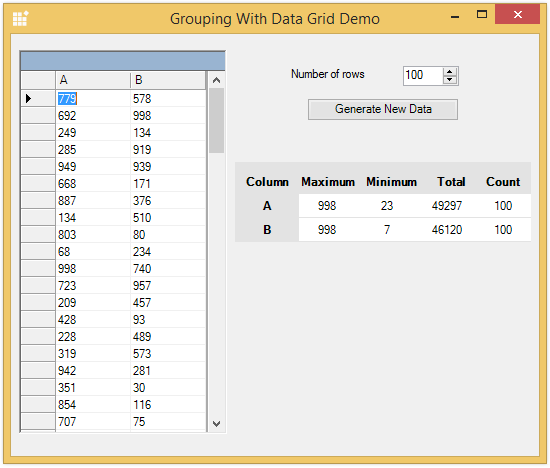 Grouping With Data Grid Demo
A B
779 578
692 998
249 134
285 919
949 939
668 171
887 376
134 510
803 80
68 234
998 740
723 957
209 457
428 93
228 489
319 573
942 281
351 30
854 116
707 75
Number of rows 100
Generate New Data
Column Maximum Minimum Total Count
A 998 23 49297 100
B 998 7 46120 100